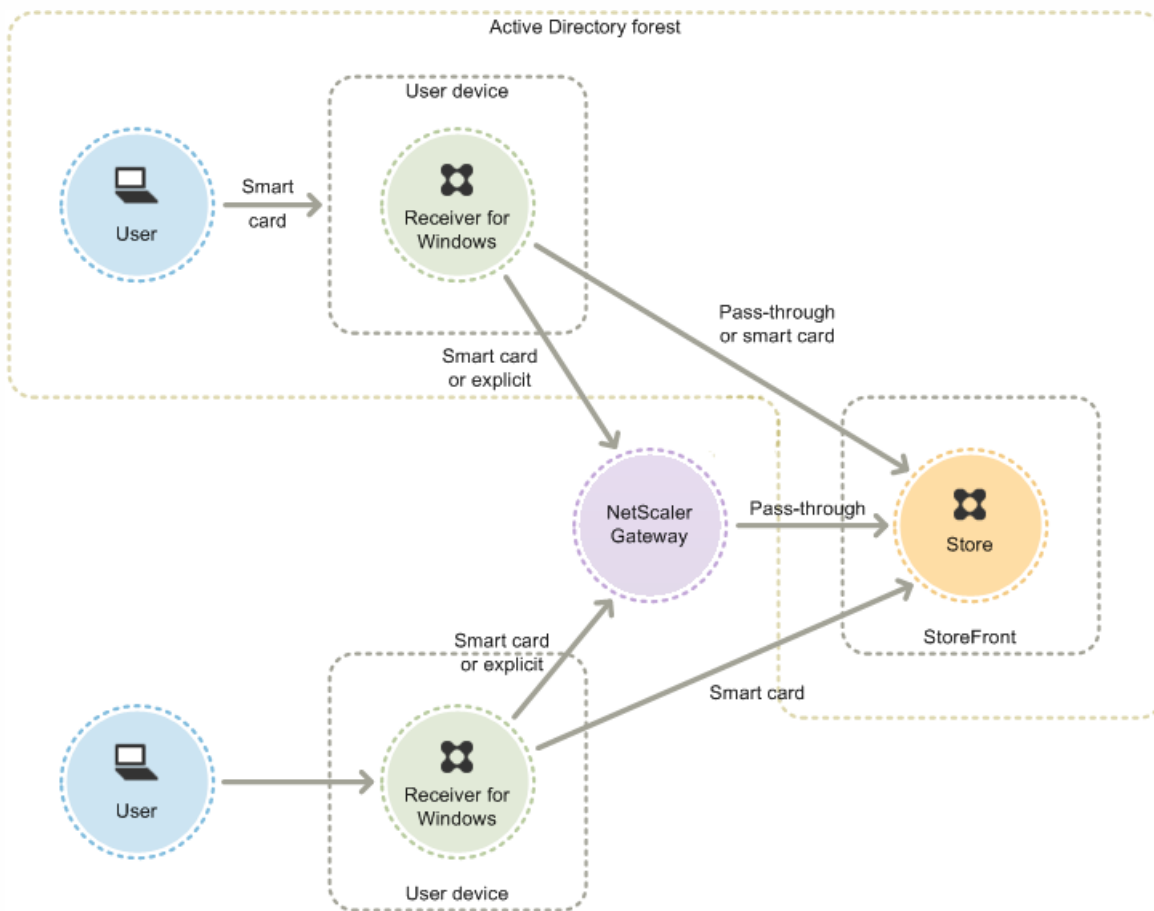 Active Directory forest
User device
User
Smart
card
Receiver for
Windows
Pass-through
or smart card
Smart card
or explicit
NetScaler
Gateway
Pass-through
Store
StoreFront
Smart card
or explicit
Smart card
User
Receiver for
Windows
User device